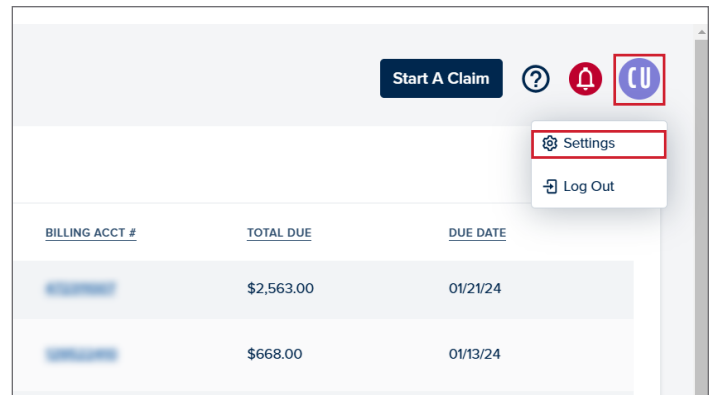 Start A Claim
CU
Settings
Log Out
BILLING ACCT # TOTAL DUE DUE DATE
$2,563.00 01/21/24
$668.00 01/13/24